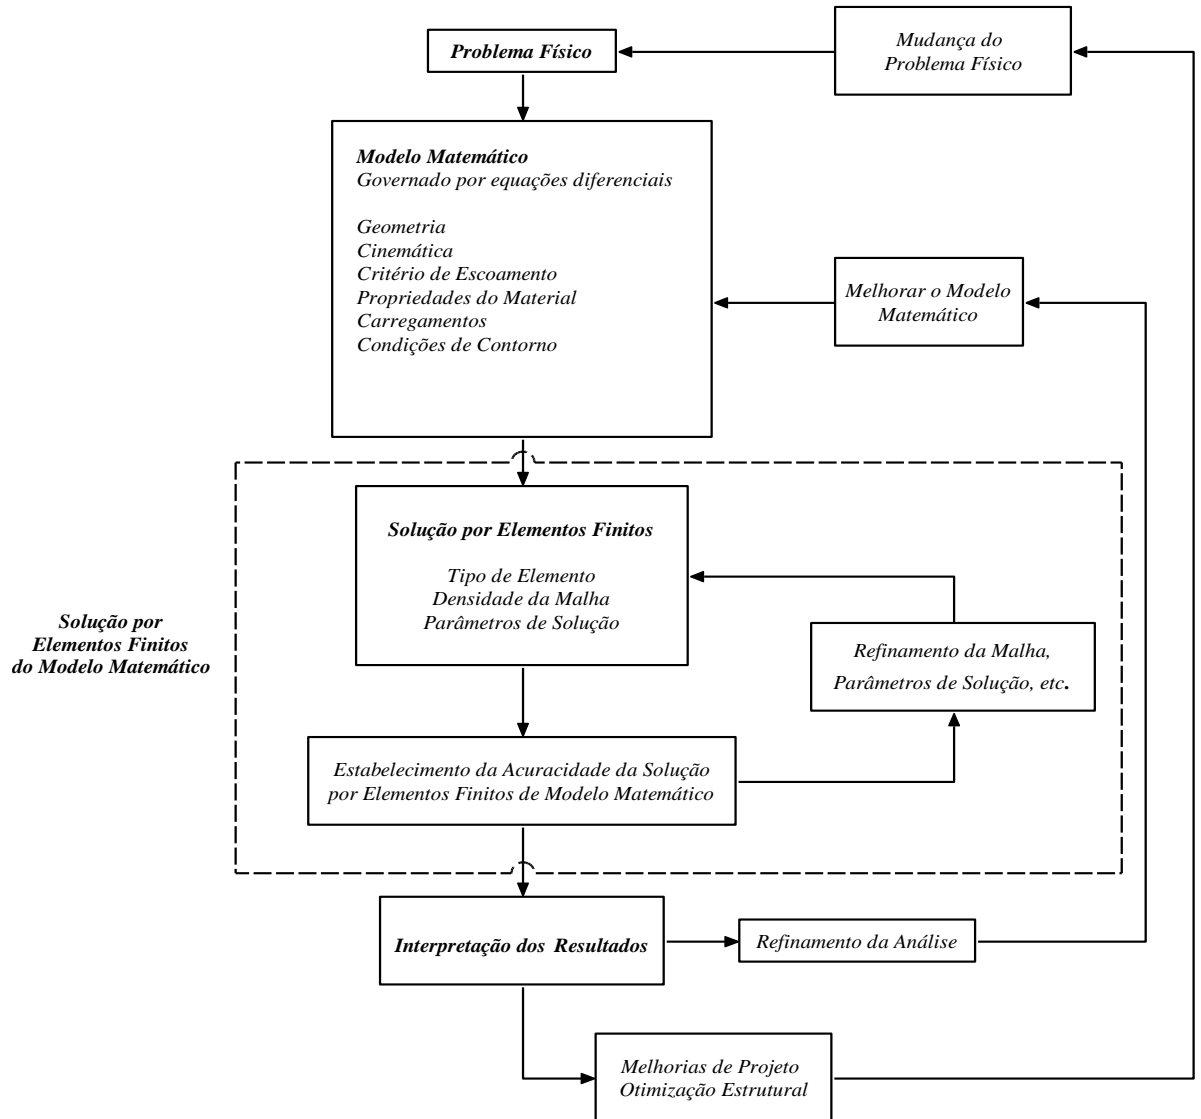 Problema Físico
Mudança do
Problema Físico
Modelo Matemático
Governado por equações diferenciais
Geometria
Cinemática
Critério de Escoamento
Propriedades do Material
Carregamentos
Condições de Contorno
Melhorar o Modelo
Matemático
Solução por Elementos Finitos
Tipo de Elemento
Densidade da Malha
Parâmetros de Solução
Solução por
Elementos Finitos
do Modelo Matemático
Refinamento da Malha,
Parâmetros de Solução, etc.
Estabelecimento da Acuracidade da Solução
por Elementos Finitos de Modelo Matemático
Interpretação dos Resultados
Refinamento da Análise
Melhorias de Projeto
Otimização Estrutural